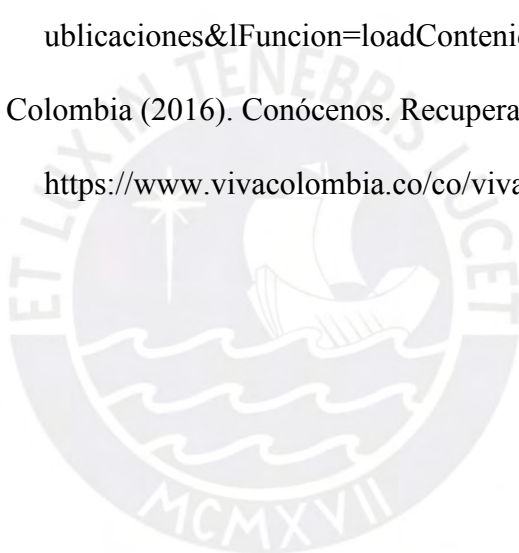 ublicaciones&lFuncion=loadConteni
Colombia (2016). Conócenos. Recupera
https://www.vivacolombia.co/co/viva
ET LUX IN TENEBRIS LUCET
MCMXVII